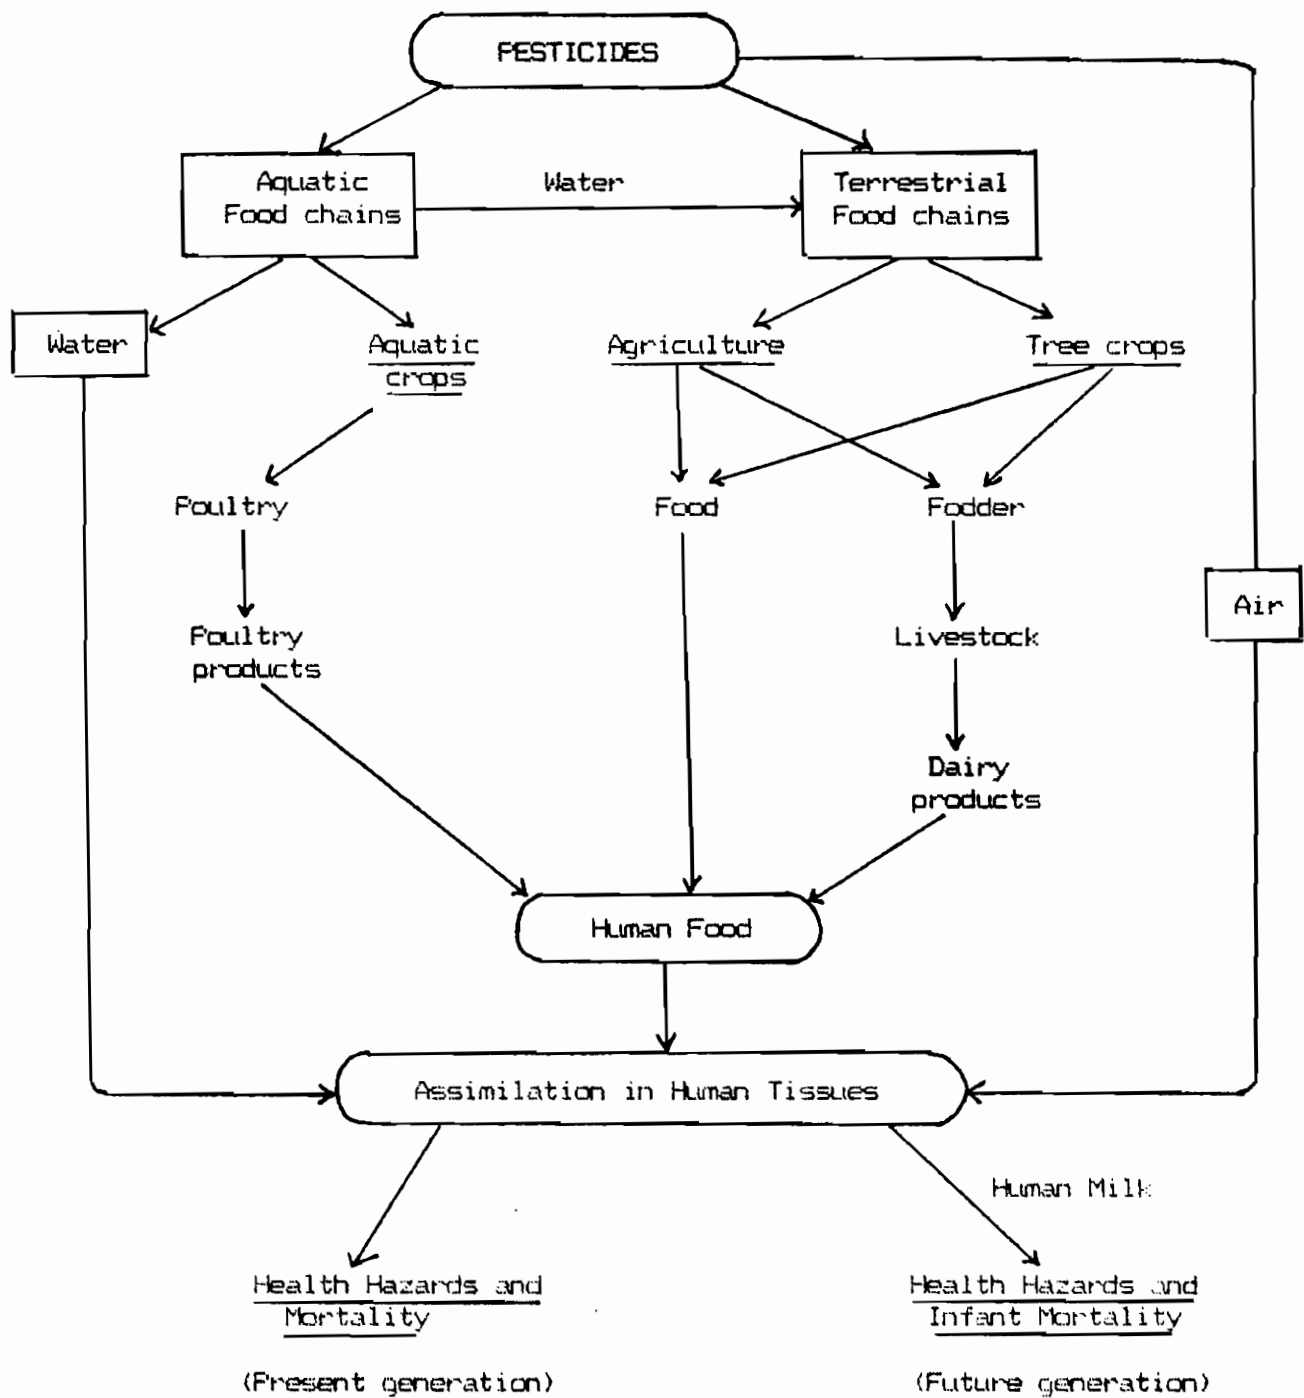 PESTICIDES
Aquatic
Food chains
Water
Terrestrial
Food chains
Water
Aquatic
crops
Agriculture
Tree crops
Poultry
Food
Fodder
Air
Poultry
products
Livestock
Dairy
products
Human Food
Assimilation in Human Tissues
Human Milk
Health Hazards and
Mortality
(Present generation)
Health Hazards and
Infant Mortality
(Future generation)